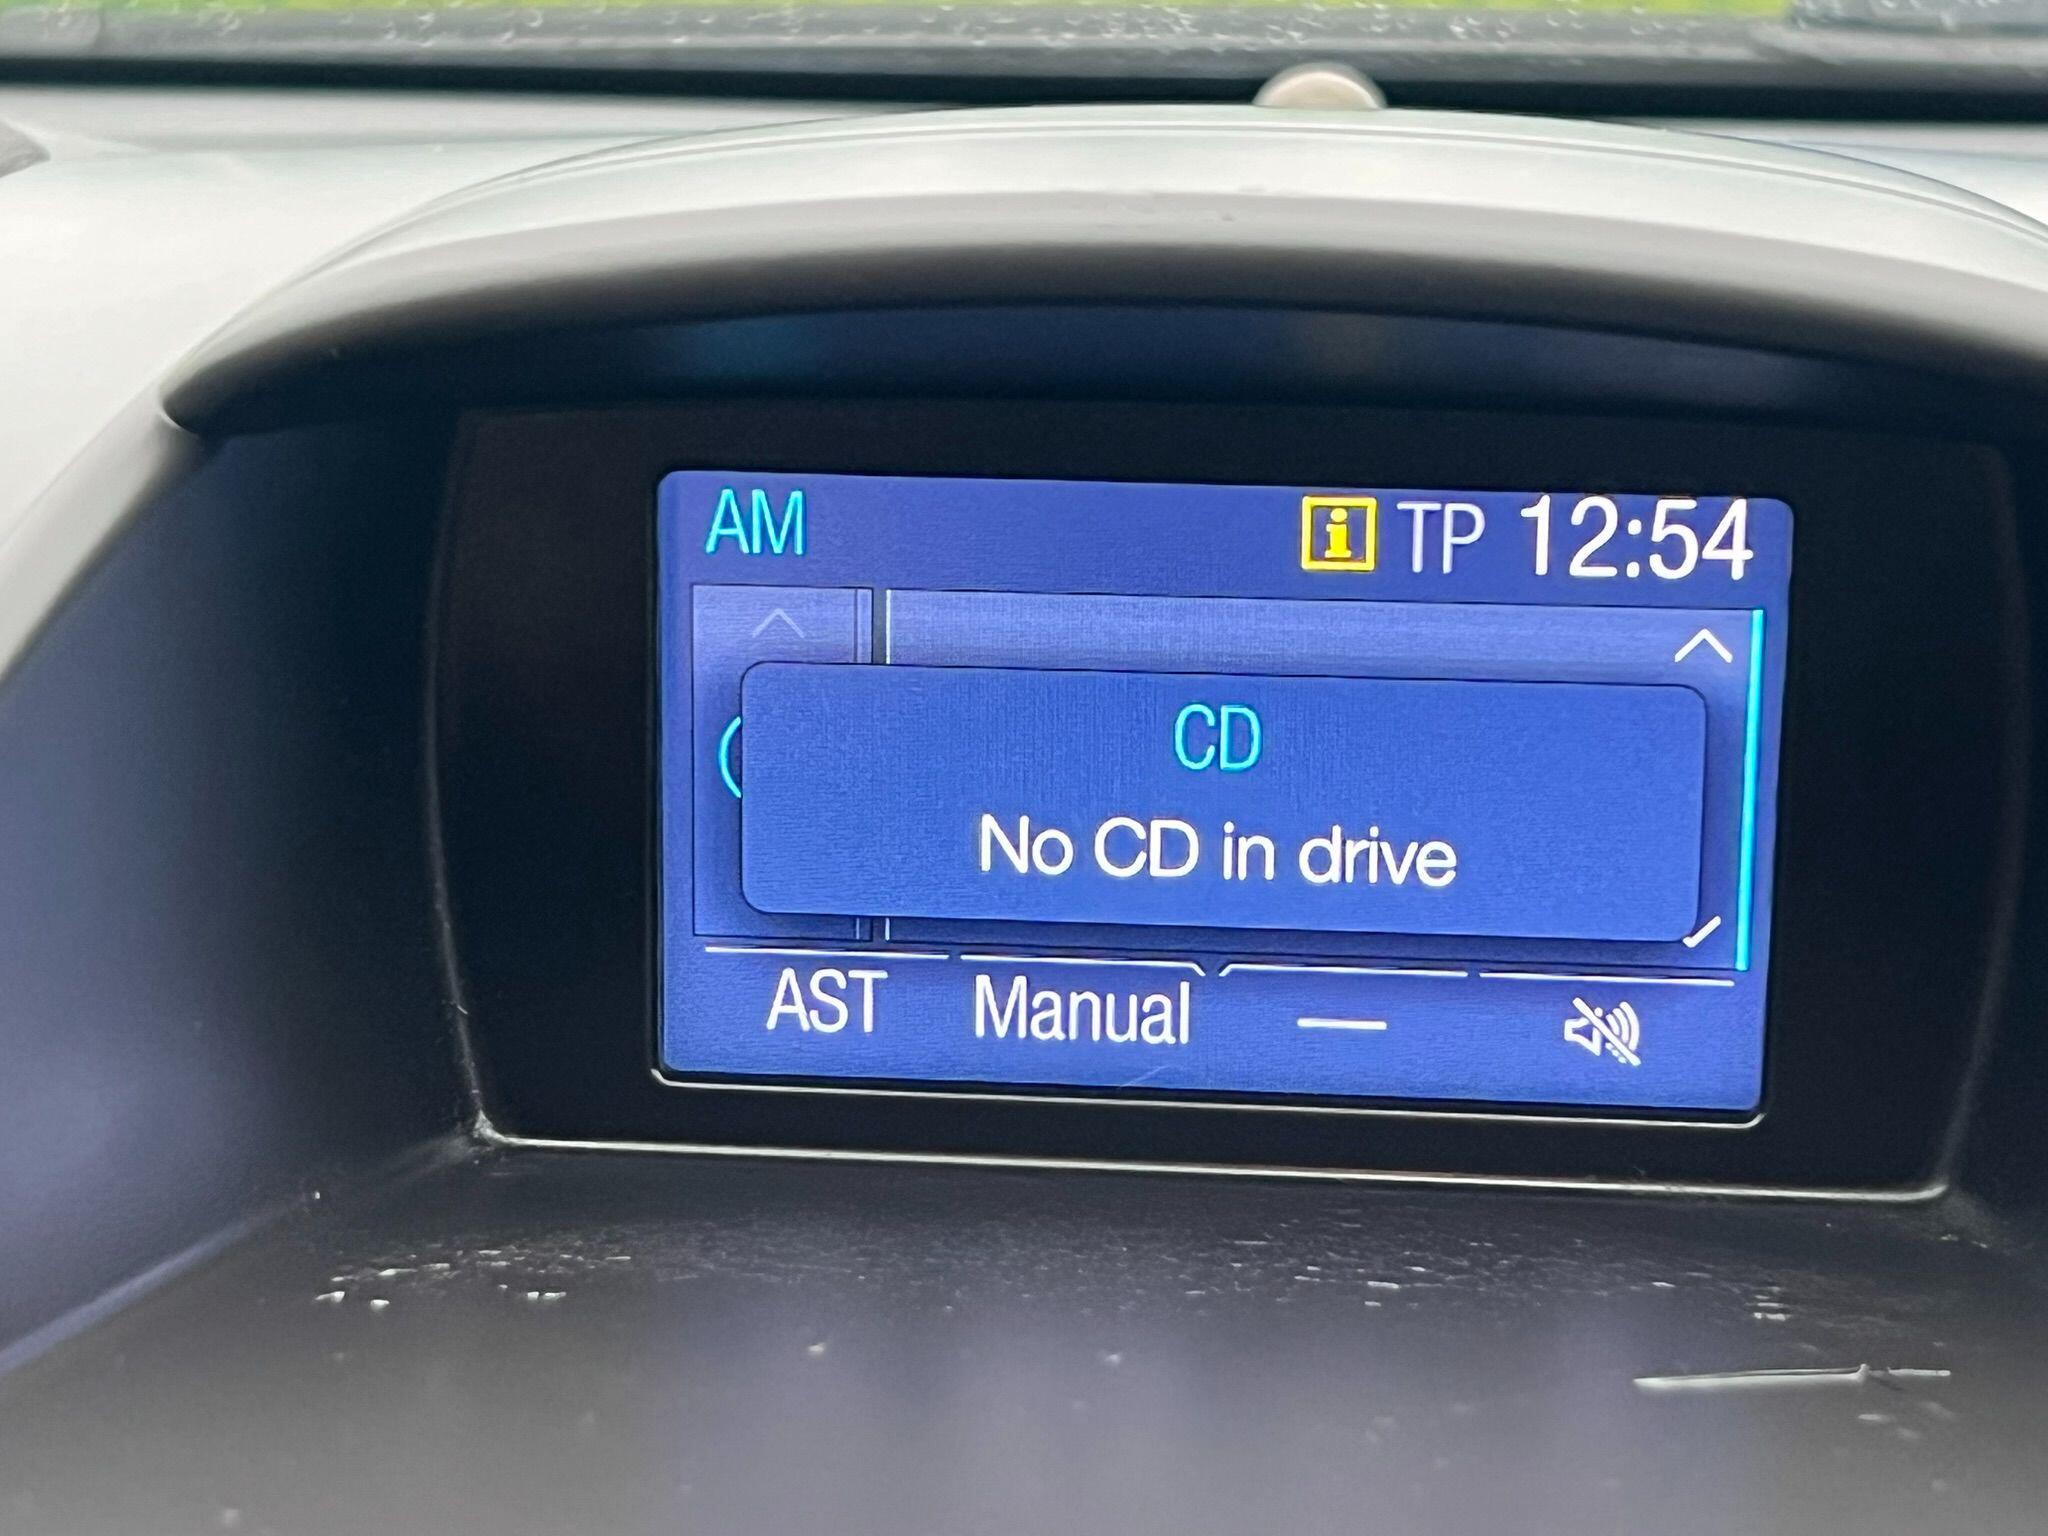 AM i TP 12:54
CD
No CD in drive
AST Manual —